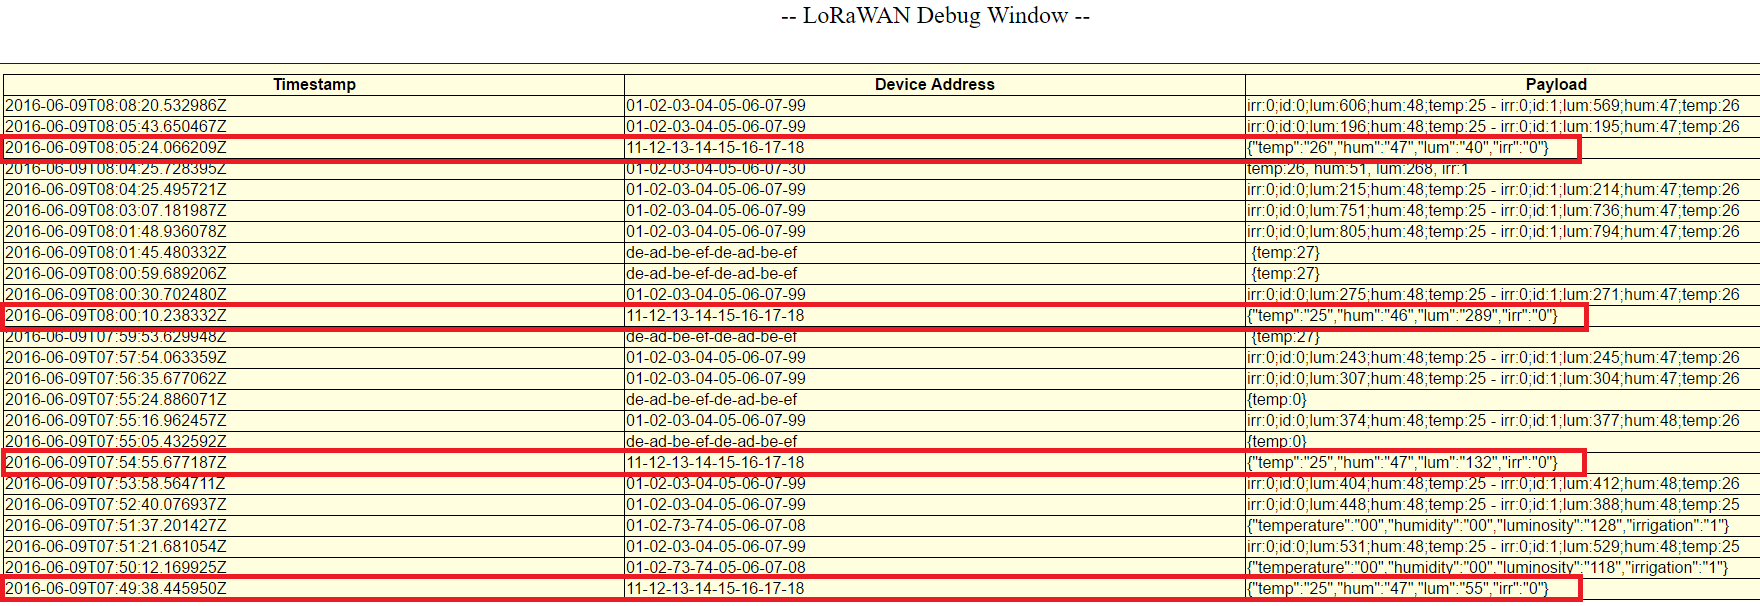 -- LoRaWAN Debug Window --
Timestamp Device Address Payload
2016-06-09T08:08:20.532986Z 01-02-03-04-05-06-07-99 irr:0;id:0;lum:606;hum:48;temp:25 - irr:0;id:1;lum:569;hum:47;temp:26
2016-06-09T08:05:43.650467Z 01-02-03-04-05-06-07-99 irr:0;id:0;lum:196;hum:48;temp:25 - irr:0;id:1;lum:195;hum:47;temp:26
2016-06-09T08:05:24.066209Z 11-12-13-14-15-16-17-18 {"temp":"26","hum":"47","lum":"40","irr":"0"}
2016-06-09T08:04:25.728395Z 01-02-03-04-05-06-07-30 temp:26, hum:51, lum:268, irr:1
2016-06-09T08:04:25.495721Z 01-02-03-04-05-06-07-99 irr:0;id:0;lum:215;hum:48;temp:25 - irr:0;id:1;lum:214;hum:47;temp:26
2016-06-09T08:03:07.181987Z 01-02-03-04-05-06-07-99 irr:0;id:0;lum:751;hum:48;temp:25 - irr:0;id:1;lum:736;hum:47;temp:26
2016-06-09T08:01:48.936078Z 01-02-03-04-05-06-07-99 irr:0;id:0;lum:805;hum:48;temp:25 - irr:0;id:1;lum:794;hum:47;temp:26
2016-06-09T08:01:45.480332Z de-ad-be-ef-de-ad-be-ef {temp:27}
2016-06-09T08:00:59.689206Z de-ad-be-ef-de-ad-be-ef {temp:27}
2016-06-09T08:00:30.702480Z 01-02-03-04-05-06-07-99 irr:0;id:0;lum:275;hum:48;temp:25 - irr:0;id:1;lum:271;hum:47;temp:26
2016-06-09T08:00:10.238332Z 11-12-13-14-15-16-17-18 {"temp":"25","hum":"46","lum":"289","irr":"0"}
2016-06-09T07:59:53.629948Z de-ad-be-ef-de-ad-be-ef {temp:27}
2016-06-09T07:57:54.063359Z 01-02-03-04-05-06-07-99 irr:0;id:0;lum:243;hum:48;temp:25 - irr:0;id:1;lum:245;hum:47;temp:26
2016-06-09T07:56:35.677062Z 01-02-03-04-05-06-07-99 irr:0;id:0;lum:307;hum:48;temp:25 - irr:0;id:1;lum:304;hum:47;temp:26
2016-06-09T07:55:24.886071Z de-ad-be-ef-de-ad-be-ef {temp:0}
2016-06-09T07:55:16.962457Z 01-02-03-04-05-06-07-99 irr:0;id:0;lum:374;hum:48;temp:25 - irr:0;id:1;lum:377;hum:48;temp:26
2016-06-09T07:55:05.432592Z de-ad-be-ef-de-ad-be-ef {temp:0}
2016-06-09T07:54:55.677187Z 11-12-13-14-15-16-17-18 {"temp":"25","hum":"47","lum":"132","irr":"0"}
2016-06-09T07:53:58.564711Z 01-02-03-04-05-06-07-99 irr:0;id:0;lum:404;hum:48;temp:25 - irr:0;id:1;lum:412;hum:48;temp:26
2016-06-09T07:52:40.076937Z 01-02-03-04-05-06-07-99 irr:0;id:0;lum:448;hum:48;temp:25 - irr:0;id:1;lum:388;hum:48;temp:25
2016-06-09T07:51:37.201427Z 01-02-73-74-05-06-07-08 {"temperature":"00","humidity":"00","luminosity":"128","irrigation":"1"}
2016-06-09T07:51:21.681054Z 01-02-03-04-05-06-07-99 irr:0;id:0;lum:531;hum:48;temp:25 - irr:0;id:1;lum:529;hum:48;temp:25
2016-06-09T07:50:12.169925Z 01-02-73-74-05-06-07-08 {"temperature":"00","humidity":"00","luminosity":"118","irrigation":"1"}
2016-06-09T07:49:38.445950Z 11-12-13-14-15-16-17-18 {"temp":"25","hum":"47","lum":"55","irr":"0"}